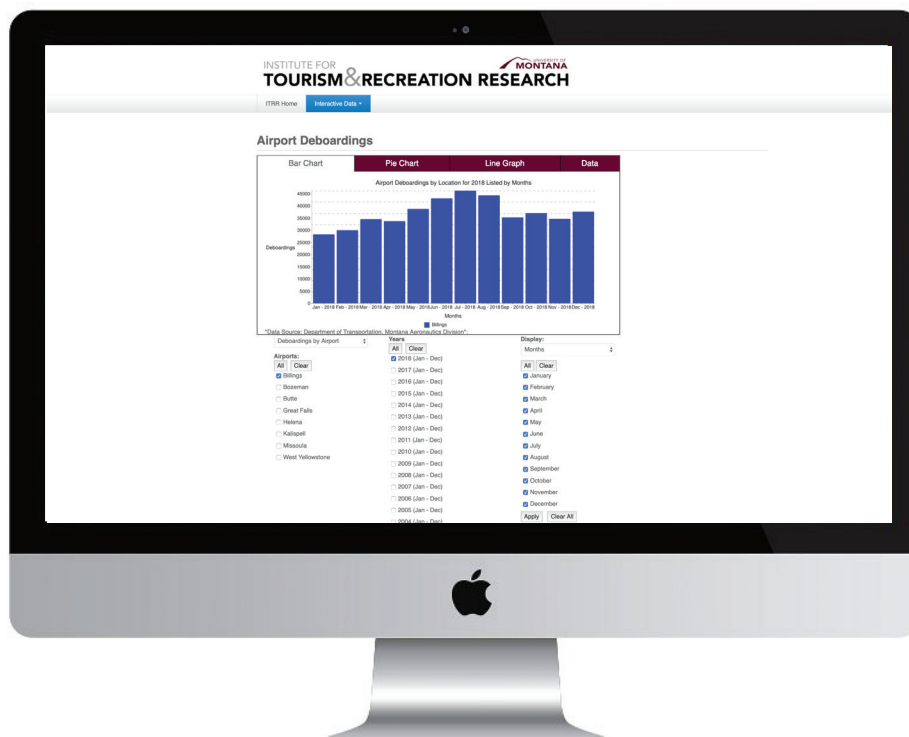 INSTITUTE FOR
UNIVERSITY OF
MONTANA
TOURISM&RECREATION RESEARCH
ITRR Home Interactive Data
Airport Deboardings
Bar Chart Pie Chart Line Graph Data
Airport Deboardings by Location for 2018 Listed by Months
45000
40000
35000
30000
25000
Deboardings
20000
15000
10000
5000
0
Jan - 2018 Feb - 2018 Mar - 2018 Apr - 2018 May - 2018 Jun - 2018 Jul - 2018 Aug - 2018 Sep - 2018 Oct - 2018 Nov - 2018 Dec - 2018
Months
Billings
"Data Source: Department of Transportation, Montana Aeronautics Division".
Deboardings by Airport
Airports:
All Clear
Billings
Bozeman
Butte
Great Falls
Helena
Kalispell
Missoula
West Yellowstone
Years
All Clear
2018 (Jan - Dec)
2017 (Jan - Dec)
2016 (Jan - Dec)
2015 (Jan - Dec)
2014 (Jan - Dec)
2013 (Jan - Dec)
2012 (Jan - Dec)
2011 (Jan - Dec)
2010 (Jan - Dec)
2009 (Jan - Dec)
2008 (Jan - Dec)
2007 (Jan - Dec)
2006 (Jan - Dec)
2005 (Jan - Dec)
2004 (Jan - Dec)
Display:
Months
All Clear
January
February
March
April
May
June
July
August
September
October
November
December
Apply Clear All